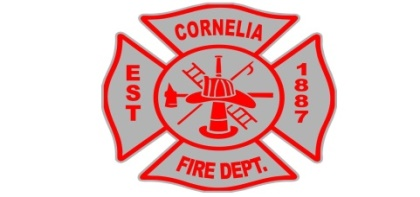 CORNELIA
EST
1887
FIRE DEPT.